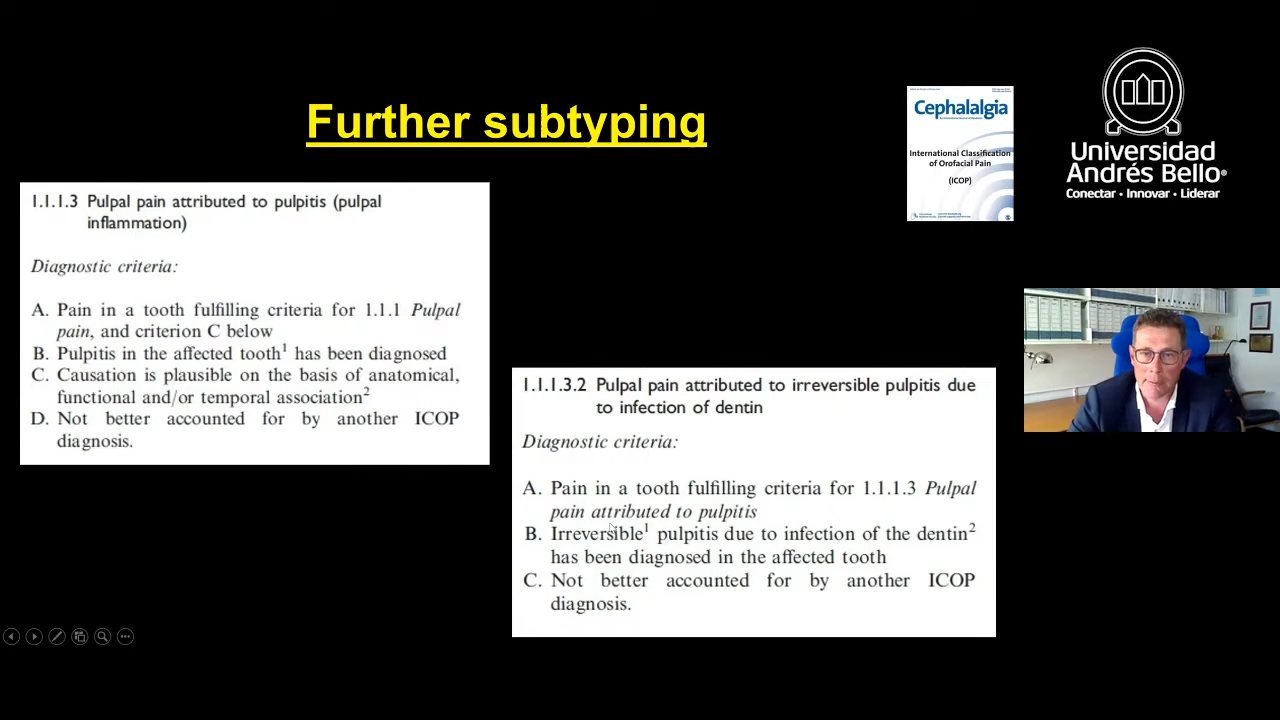 Further subtyping
1.1.1.3 Pulpal pain attributed to pulpitis (pulpal
inflammation)
Diagnostic criteria:
A. Pain in a tooth fulfilling criteria for 1.1.1 Pulpal
pain, and criterion C below
B. Pulpitis in the affected tooth¹ has been diagnosed
C. Causation is plausible on the basis of anatomical,
functional and/or temporal association²
D. Not better accounted for by another ICOP
diagnosis.
1.1.1.3.2 Pulpal pain attributed to irreversible pulpitis due
to infection of dentin
Diagnostic criteria:
A. Pain in a tooth fulfilling criteria for 1.1.1.3 Pulpal
pain attributed to pulpitis
B. Irreversible¹ pulpitis due to infection of the dentin²
has been diagnosed in the affected tooth
C. Not better accounted for by another ICOP
diagnosis.
Cephalalgia
International Classification
of Orofacial Pain
(ICOP)
Universidad
Andrés Bello®
Conectar • Innovar • Liderar